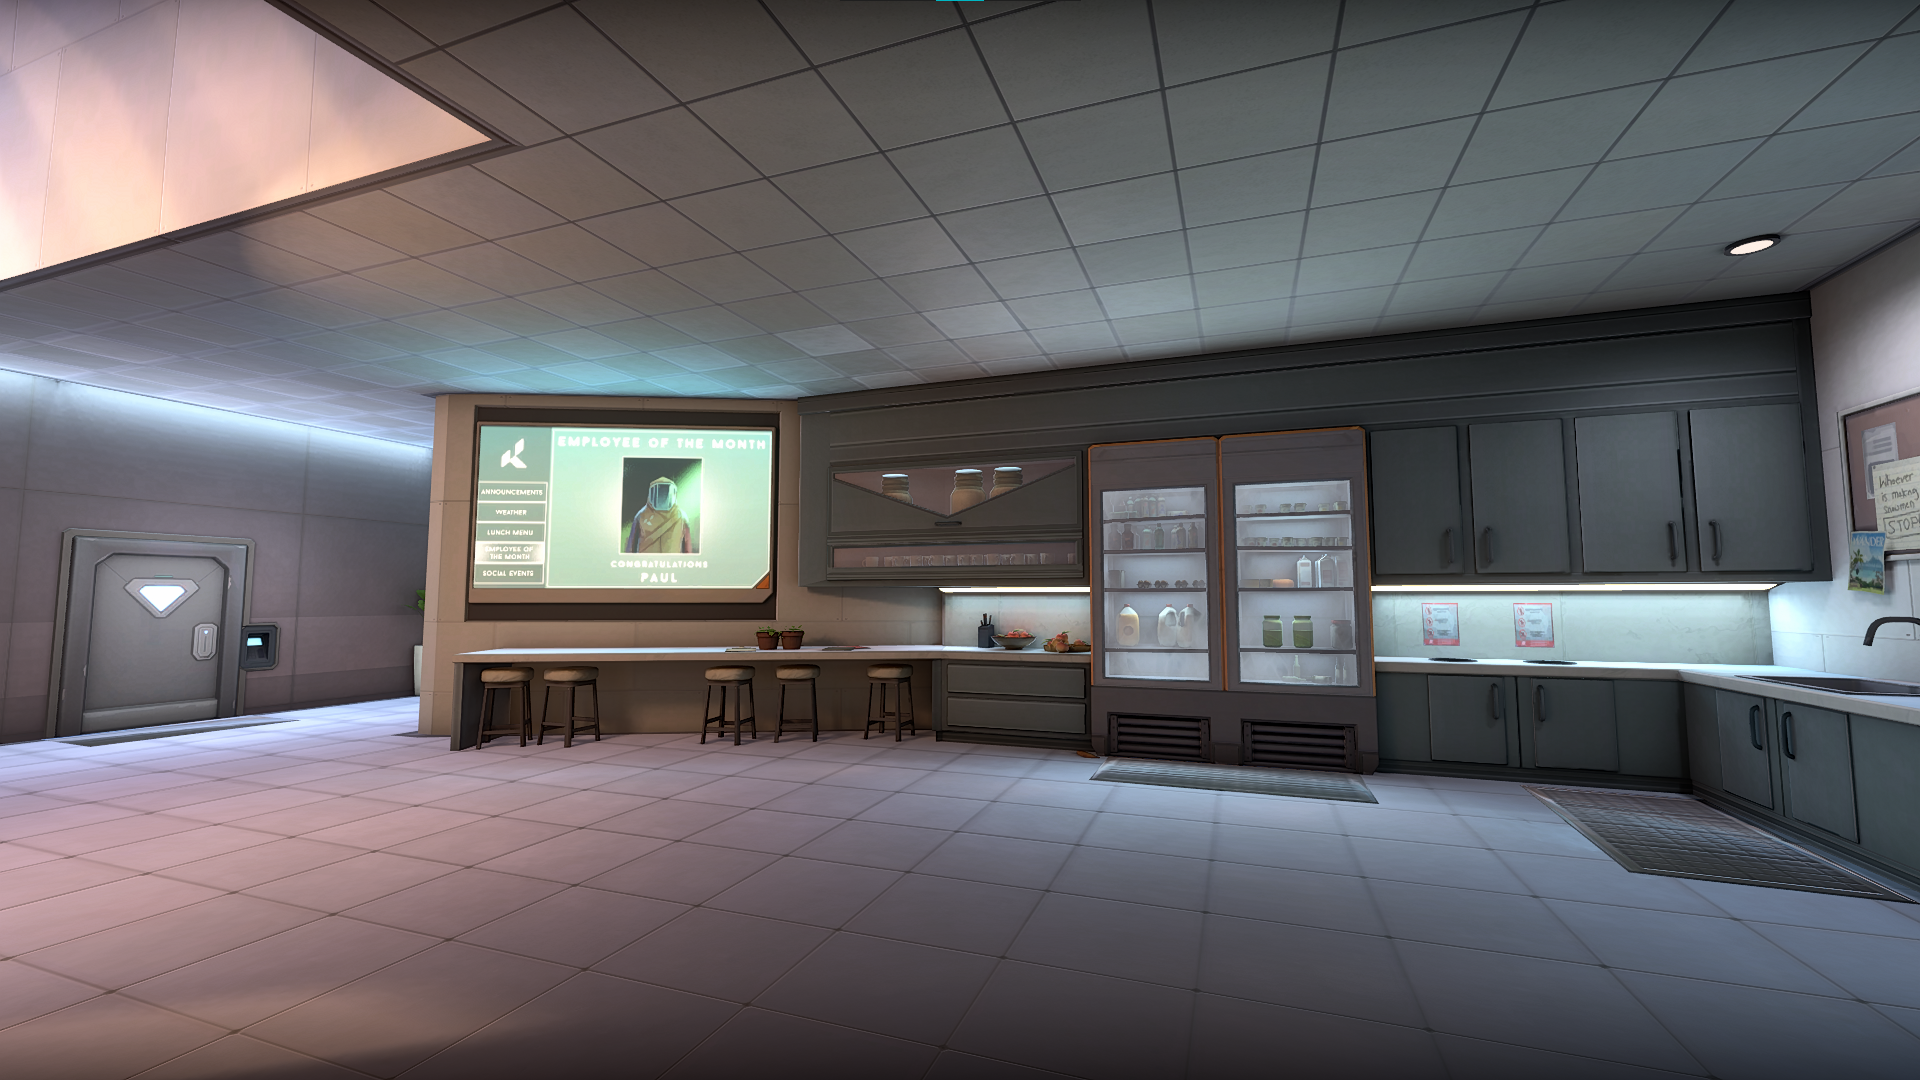 EMPLOYEE OF THE MONTH
ANNOUNCEMENTS
WEATHER
LUNCH MENU
EMPLOYEE OF
THE MONTH
SOCIAL EVENTS
CONGRATULATIONS
PAUL
Whoever
is making
snowmen
STOP